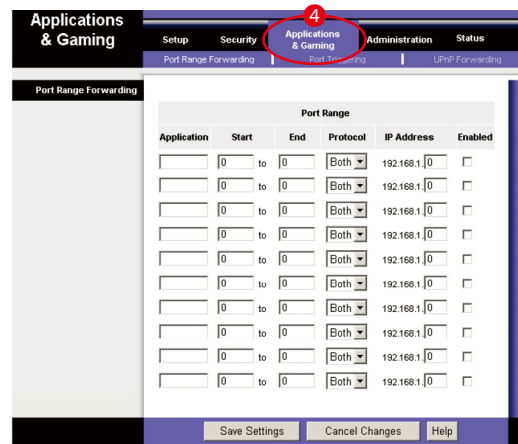 Applications
& Gaming
4
Setup Security Applications & Gaming Administration Status
Port Range Forwarding Port Triggering UPnP Forwarding
Port Range Forwarding
Port Range
Application Start End Protocol IP Address Enabled
0 to 0 Both 192.168.1. 0
0 to 0 Both 192.168.1. 0
0 to 0 Both 192.168.1. 0
0 to 0 Both 192.168.1. 0
0 to 0 Both 192.168.1. 0
0 to 0 Both 192.168.1. 0
0 to 0 Both 192.168.1. 0
0 to 0 Both 192.168.1. 0
0 to 0 Both 192.168.1. 0
0 to 0 Both 192.168.1. 0
Save Settings Cancel Changes Help